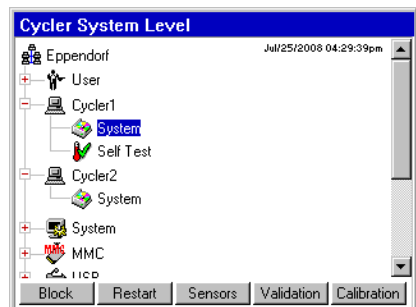 Cycler System Level
Jul/25/2008 04:29:39pm
Eppendorf
User
Cycler1
System
Self Test
Cycler2
System
System
MMC
USB
Block Restart Sensors Validation Calibration